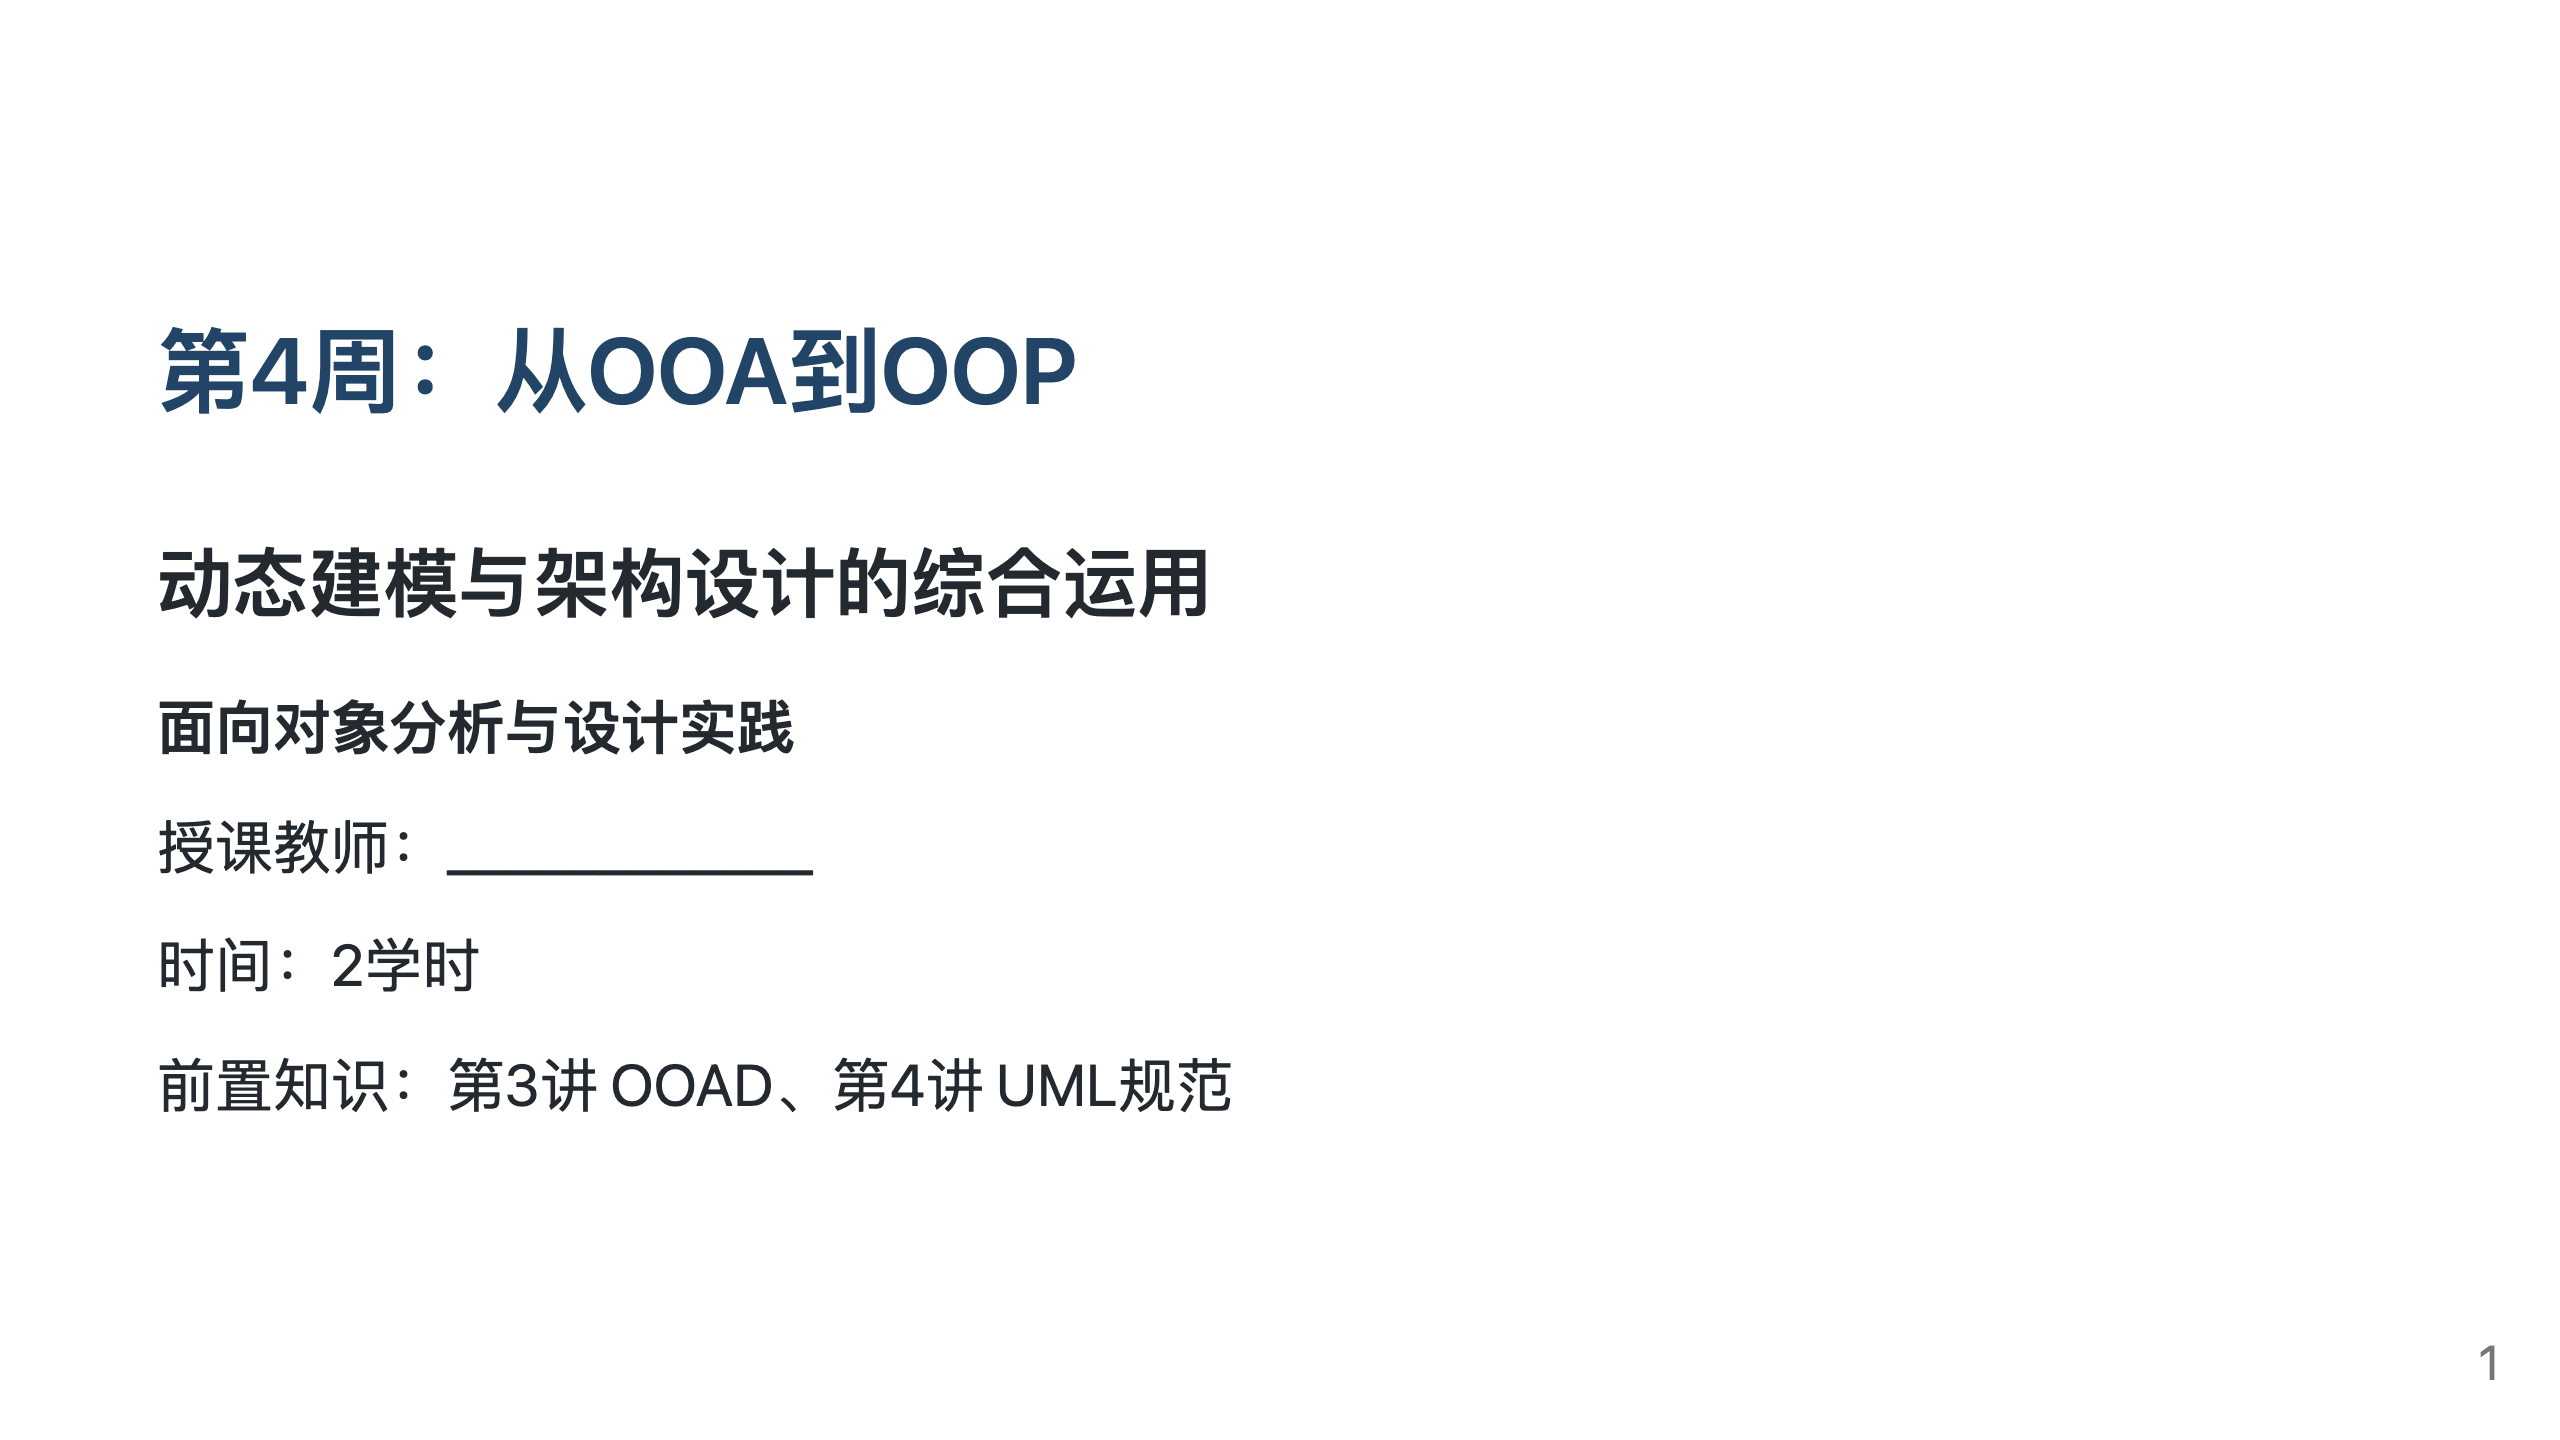 第4周：从OOA到OOP
动态建模与架构设计的综合运用
面向对象分析与设计实践
授课教师：____________
时间：2学时
前置知识：第3讲 OOAD、第4讲 UML规范
1